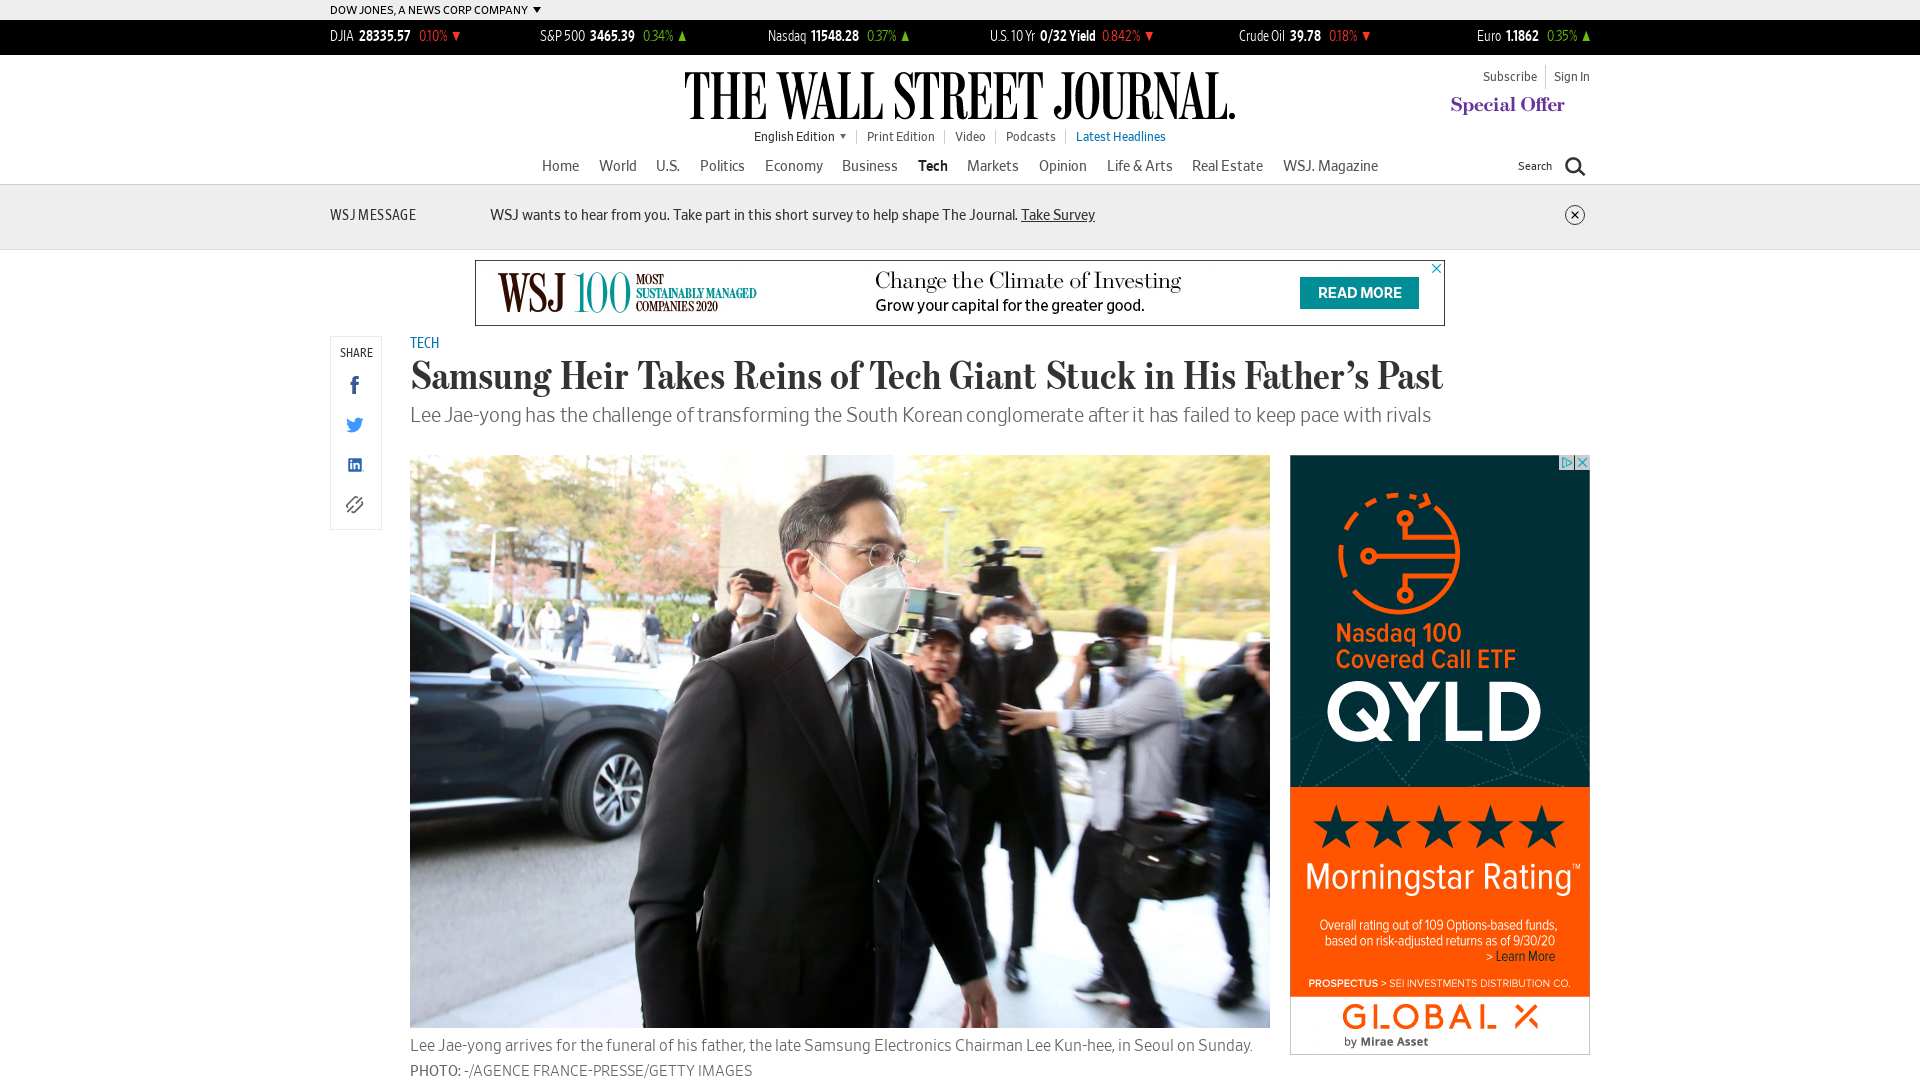 DOW JONES, A NEWS CORP COMPANY
DJIA 28335.57 0.10% S&P 500 3465.39 0.34% Nasdaq 11548.28 0.37% U.S. 10 Yr 0/32 Yield 0.842% Crude Oil 39.78 0.18% Euro 1.1862 0.35%
THE WALL STREET JOURNAL.
Subscribe Sign In
Special Offer
English Edition Print Edition Video Podcasts Latest Headlines
Home World U.S. Politics Economy Business Tech Markets Opinion Life & Arts Real Estate WSJ. Magazine
Search
WSJ MESSAGE
WSJ wants to hear from you. Take part in this short survey to help shape The Journal. Take Survey
WSJ 100 MOST
SUSTAINABLY MANAGED
COMPANIES 2020
Change the Climate of Investing
Grow your capital for the greater good.
READ MORE
SHARE
TECH
Samsung Heir Takes Reins of Tech Giant Stuck in His Father’s Past
Lee Jae-yong has the challenge of transforming the South Korean conglomerate after it has failed to keep pace with rivals
Lee Jae-yong arrives for the funeral of his father, the late Samsung Electronics Chairman Lee Kun-hee, in Seoul on Sunday.
PHOTO: -/AGENCE FRANCE-PRESSE/GETTY IMAGES
Nasdaq 100
Covered Call ETF
QYLD
Morningstar Rating™
Overall rating out of 109 Options-based funds,
based on risk-adjusted returns as of 9/30/20
> Learn More
PROSPECTUS > SEI INVESTMENTS DISTRIBUTION CO.
GLOBAL X
by Mirae Asset